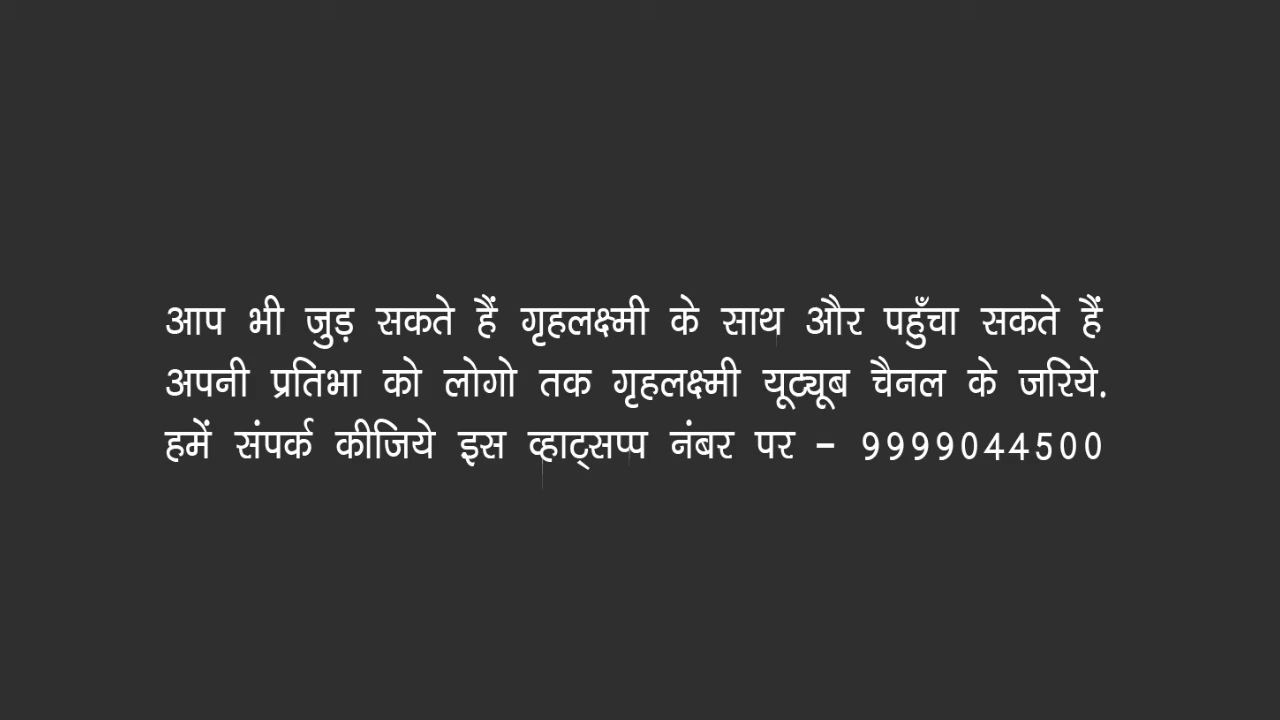 आप भी जुड़ सकते हैं गृहलक्ष्मी के साथ और पहुँचा सकते हैं
अपनी प्रतिभा को लोगो तक गृहलक्ष्मी यूट्यूब चैनल के जरिये.
हमें संपर्क कीजिये इस व्हाट्सप्प नंबर पर - 9999044500